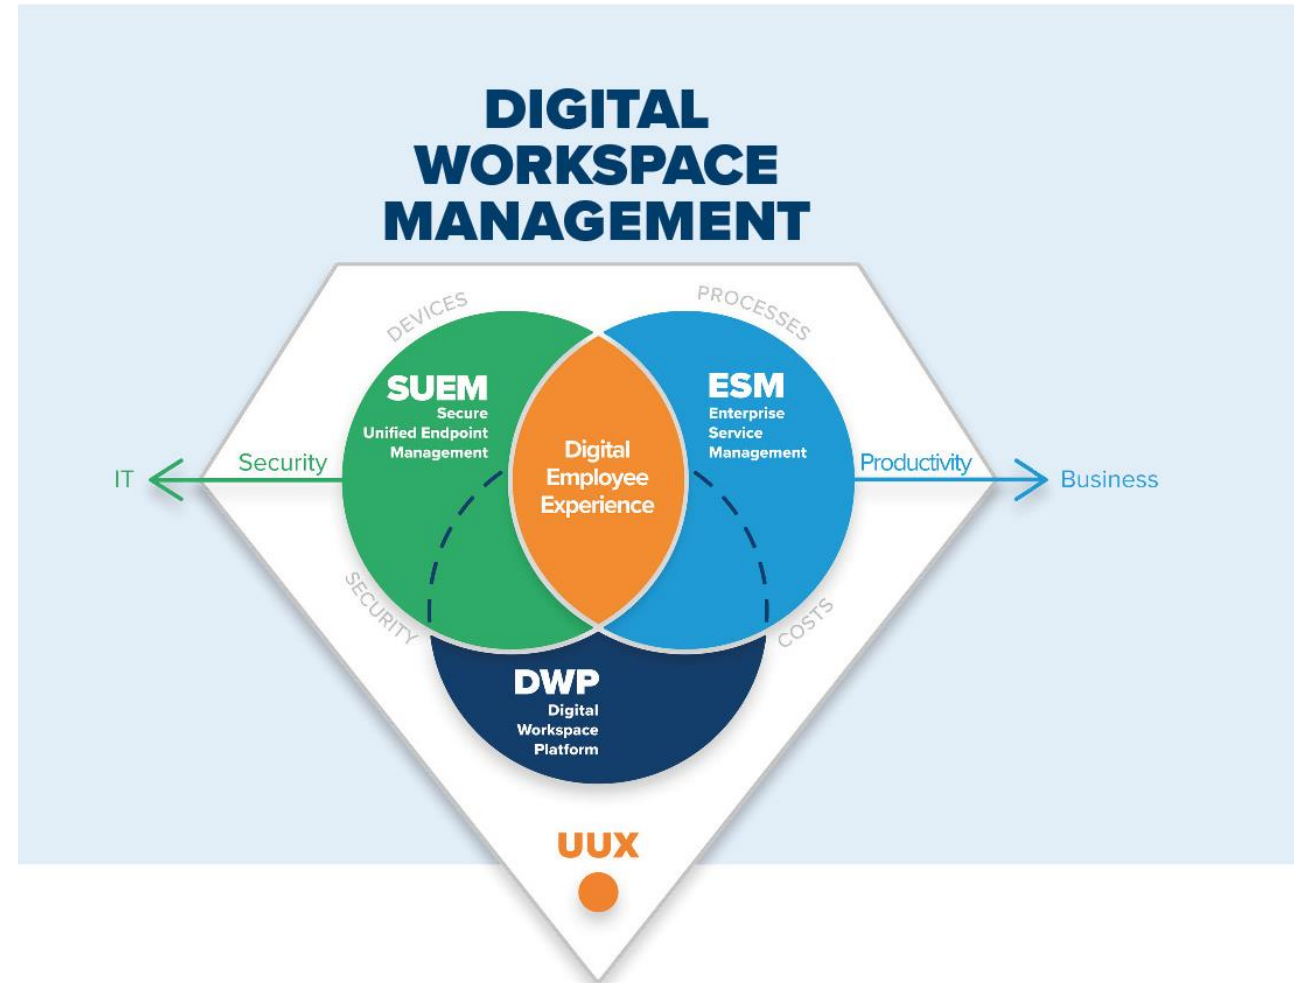 DIGITAL
WORKSPACE
MANAGEMENT
DEVICES
PROCESSES
SUEM
Secure
Unified Endpoint
Management
ESM
Enterprise
Service
Management
Digital
Employee
Experience
IT
Security
Productivity
Business
SECURITY
COSTS
DWP
Digital
Workspace
Platform
UUX